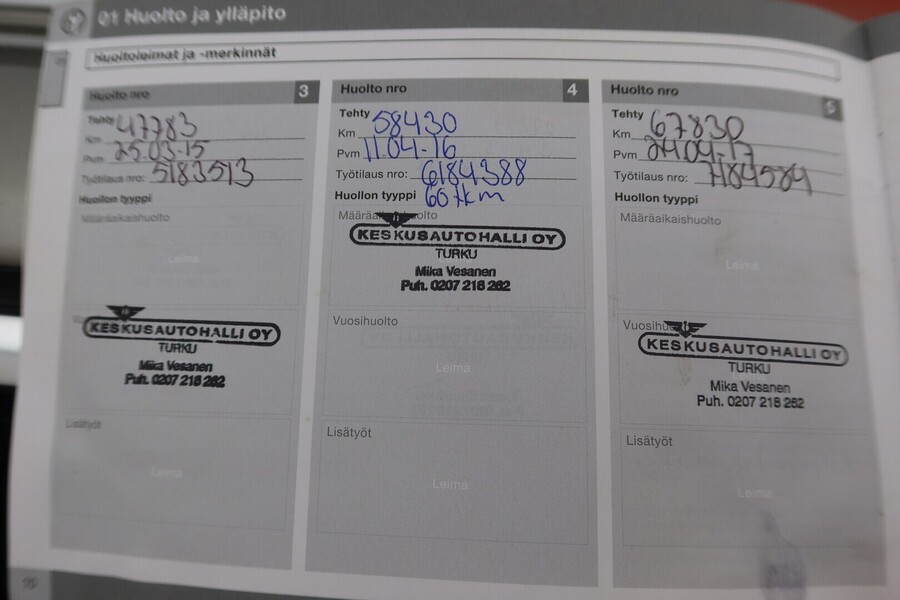 01 Huolto ja ylläpito
Huoltoleimat ja -merkinnät
Huolto nro 3
Tehty
Km 47783
Pvm 25.03-15
Työtilaus nro: 5183513
Huollon tyyppi
Määräaikaishuolto
Leima
KESKUSAUTOHALLI OY
TURKU
Mika Vesanen
Puh. 0207 218 262
Lisätyöt
Leima
Huolto nro 4
Tehty
Km 58430
Pvm 11.04-16
Työtilaus nro: 6184388
Huollon tyyppi 60 tkm
Määräaikaishuolto
KESKUSAUTOHALLI OY
TURKU
Mika Vesanen
Puh. 0207 218 262
Vuosihuolto
Leima
Lisätyöt
Leima
Huolto nro 5
Tehty
Km 67830
Pvm 24.04-17
Työtilaus nro: 7184584
Huollon tyyppi
Määräaikaishuolto
Leima
Vuosihuolto
KESKUSAUTOHALLI OY
TURKU
Mika Vesanen
Puh. 0207 218 262
Lisätyöt
Leima